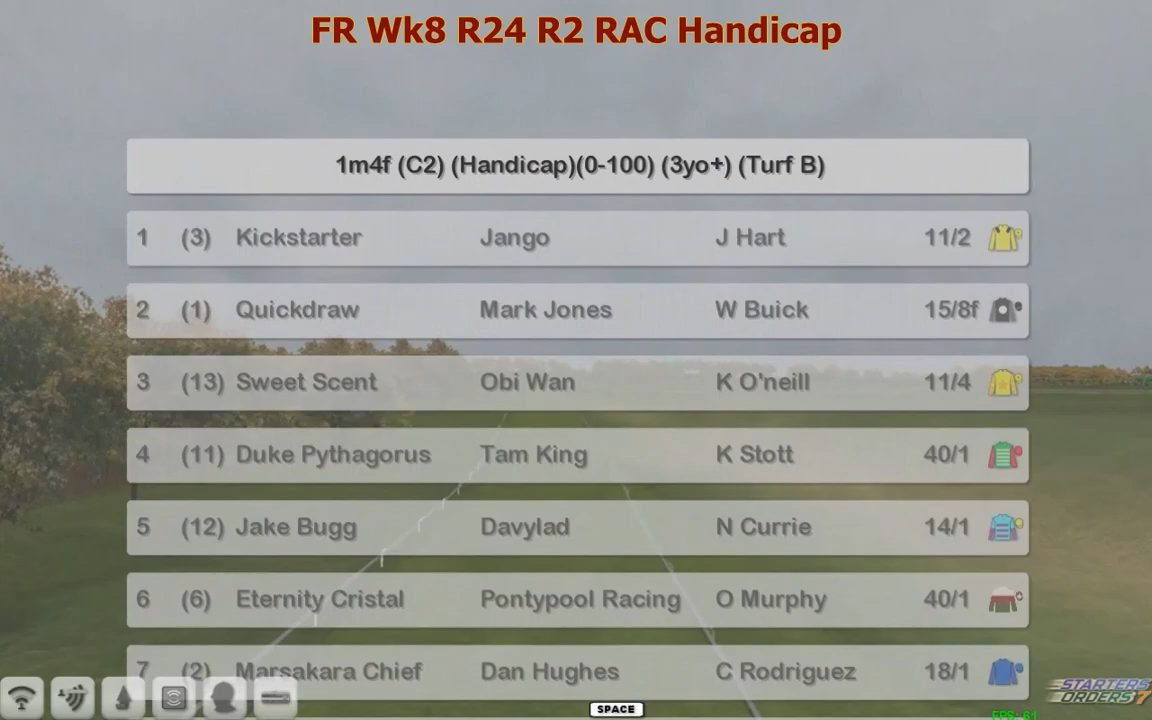 FR Wk8 R24 R2 RAC Handicap
1m4f (C2) (Handicap)(0-100) (3yo+) (Turf B)
1 (3) Kickstarter Jango J Hart 11/2
2 (1) Quickdraw Mark Jones W Buick 15/8f
3 (13) Sweet Scent Obi Wan K O'neill 11/4
4 (11) Duke Pythagorus Tam King K Stott 40/1
5 (12) Jake Bugg Davylad N Currie 14/1
6 (6) Eternity Cristal Pontypool Racing O Murphy 40/1
7 (2) Marsakara Chief Dan Hughes C Rodriguez 18/1
STARTERS ORDERS 7
SPACE
FPS: 61